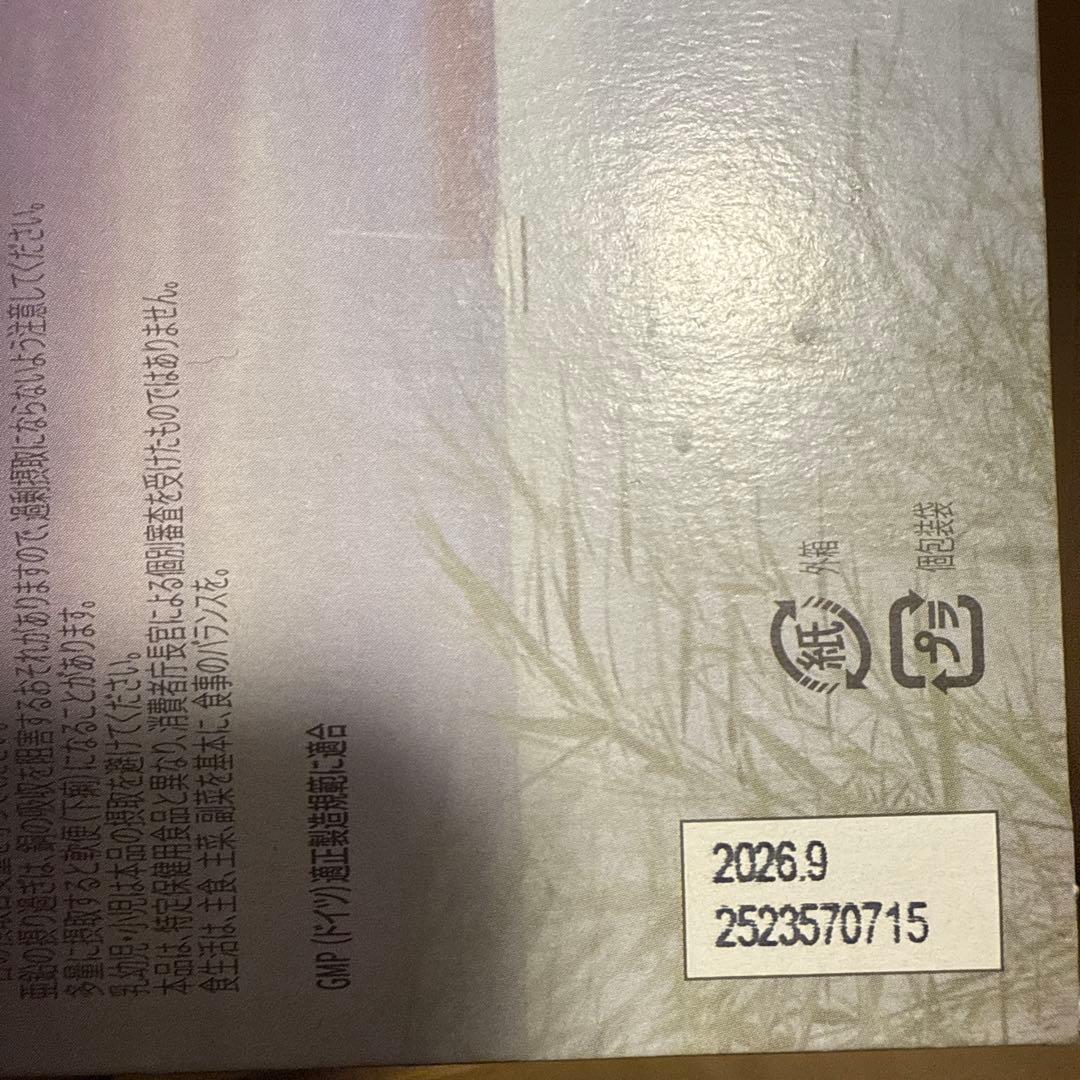 亜鉛の摂り過ぎは、銅の吸収を阻害するおそれがありますので、過剰摂取にならないよう注意してください。
多量に摂取すると軟便(下痢)になることがあります。
乳幼児・小児は本品の摂取を避けてください。
本品は、特定保健用食品と異なり、消費者庁長官による個別審査を受けたものではありません。
食生活は、主食、主菜、副菜を基本に、食事のバランスを。
GMP(ドイツ)適正製造規範に適合
紙 外箱
プラ 個包装袋
2026.9
2523570715